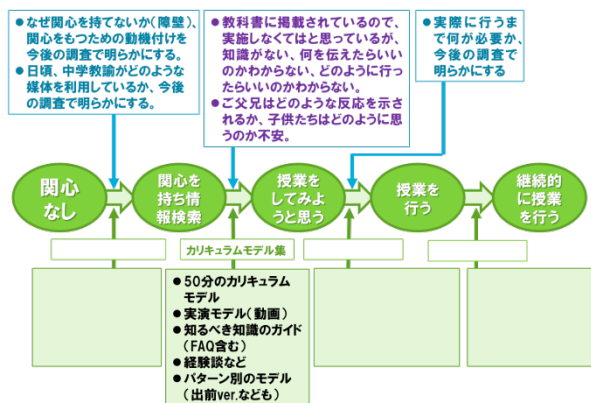 ●なぜ関心を持てないか(障壁)、
関心をもつための動機付けを
今後の調査で明らかにする。
●日頃、中学教諭がどのような
媒体を利用しているか、今後
の調査で明らかにする。
●教科書に掲載されているので、
実施しなくてはと思っているが、
知識がない、何を伝えたらいい
のかわからない、どのように行っ
たらいいのかわからない。
●ご父兄はどのような反応を示さ
れるか、子供たちはどのように思
うのか不安。
●実際に行うま
で何が必要か、
今後の調査で
明らかにする
関心
なし
関心を
持ち情
報検索
授業を
してみよ
うと思う
授業を
行う
継続的
に授業
を行う
カリキュラムモデル集
●50分のカリキュラム
モデル
●実演モデル(動画)
●知るべき知識のガイド
(FAQ含む)
●経験談など
●パターン別のモデル
(出前ver.なども)